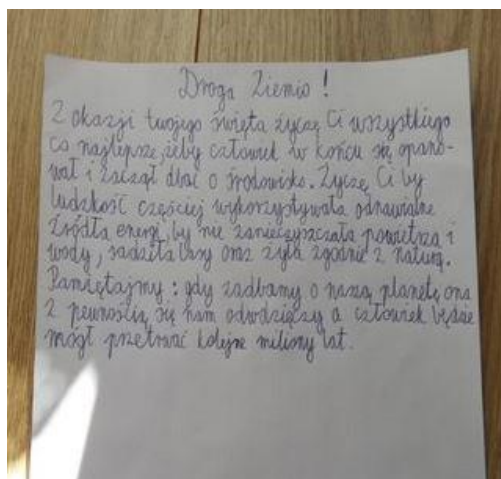 Droga Ziemio!
Z okazji twojego święta życzę Ci wszystkiego
co najlepsze, żeby człowiek w końcu się opano-
wał i zaczął dbać o środowisko. Życzę Ci by
ludzkość częściej wykorzystywała odnawialne
źródła energi, by nie zanieczyszczała powietrza i
wody, sadziła lasy oraz żyła zgodnie z naturą.
Pamiętajmy: gdy zadbamy o naszą planetę ona
z pewnością się nam odwdzięczy a człowiek będzie
mógł przetrwać kolejne miliony lat.